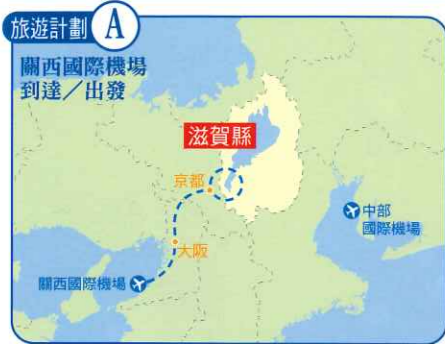 旅遊計劃 A
關西國際機場
到達／出發
滋賀縣
京都
中部
國際機場
大阪
關西國際機場